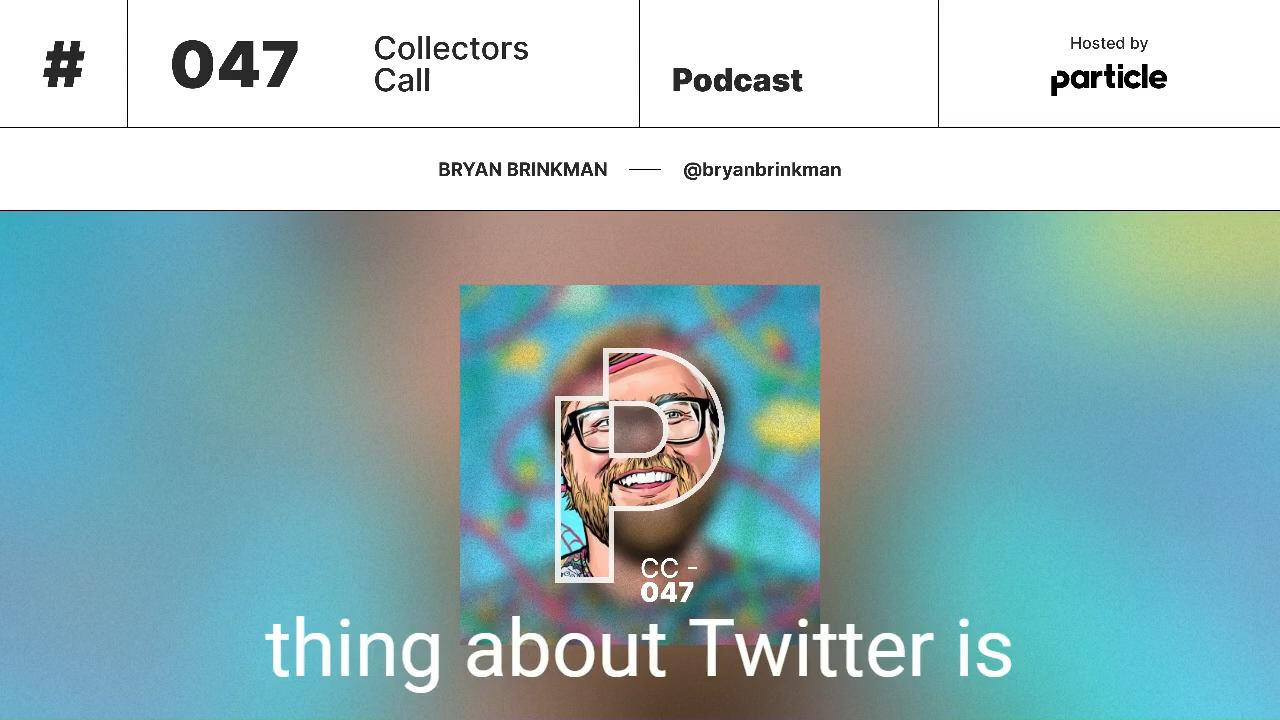 #
047
Collectors
Call
Podcast
Hosted by
particle
BRYAN BRINKMAN — @bryanbrinkman
CC -
047
thing about Twitter is